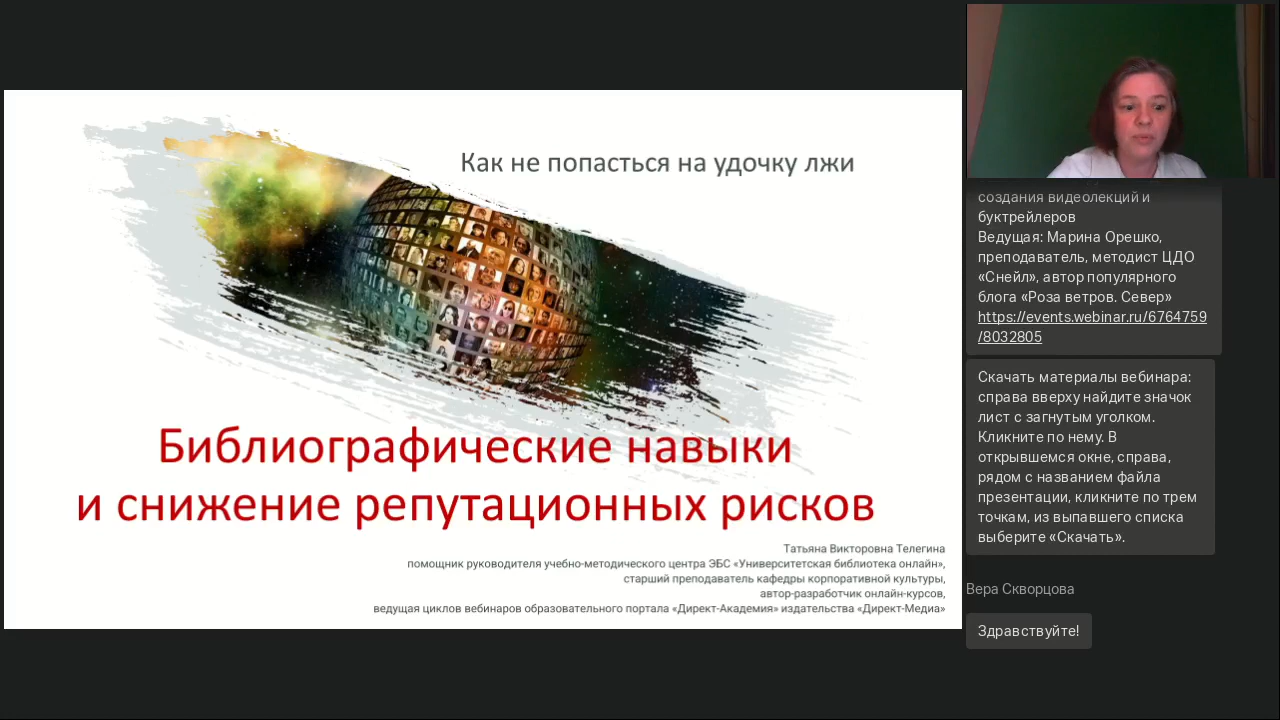 Как не попасться на удочку лжи
Библиографические навыки
и снижение репутационных рисков
Татьяна Викторовна Телегина
помощник руководителя учебно-методического центра ЭБС «Университетская библиотека онлайн»,
старший преподаватель кафедры корпоративной культуры,
автор-разработчик онлайн-курсов,
ведущая циклов вебинаров образовательного портала «Директ-Академия» издательства «Директ-Медиа»
создания видеолекций и
буктрейлеров
Ведущая: Марина Орешко,
преподаватель, методист ЦДО
«Снейл», автор популярного
блога «Роза ветров. Север»
https://events.webinar.ru/6764759
/8032805
Скачать материалы вебинара:
справа вверху найдите значок
лист с загнутым уголком.
Кликните по нему. В
открывшемся окне, справа,
рядом с названием файла
презентации, кликните по трем
точкам, из выпавшего списка
выберите «Скачать».
Вера Скворцова
Здравствуйте!